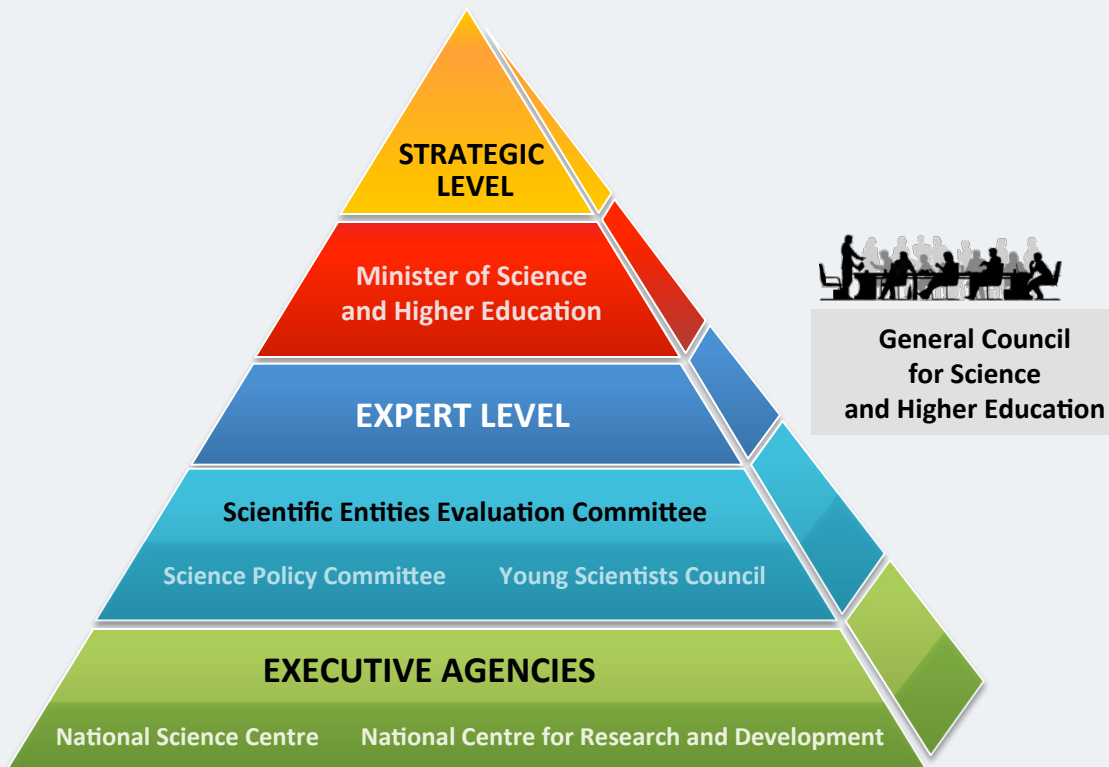 STRATEGIC
LEVEL
Minister of Science
and Higher Education
General Council
for Science
and Higher Education
EXPERT LEVEL
Scientific Entities Evaluation Committee
Science Policy Committee Young Scientists Council
EXECUTIVE AGENCIES
National Science Centre National Centre for Research and Development